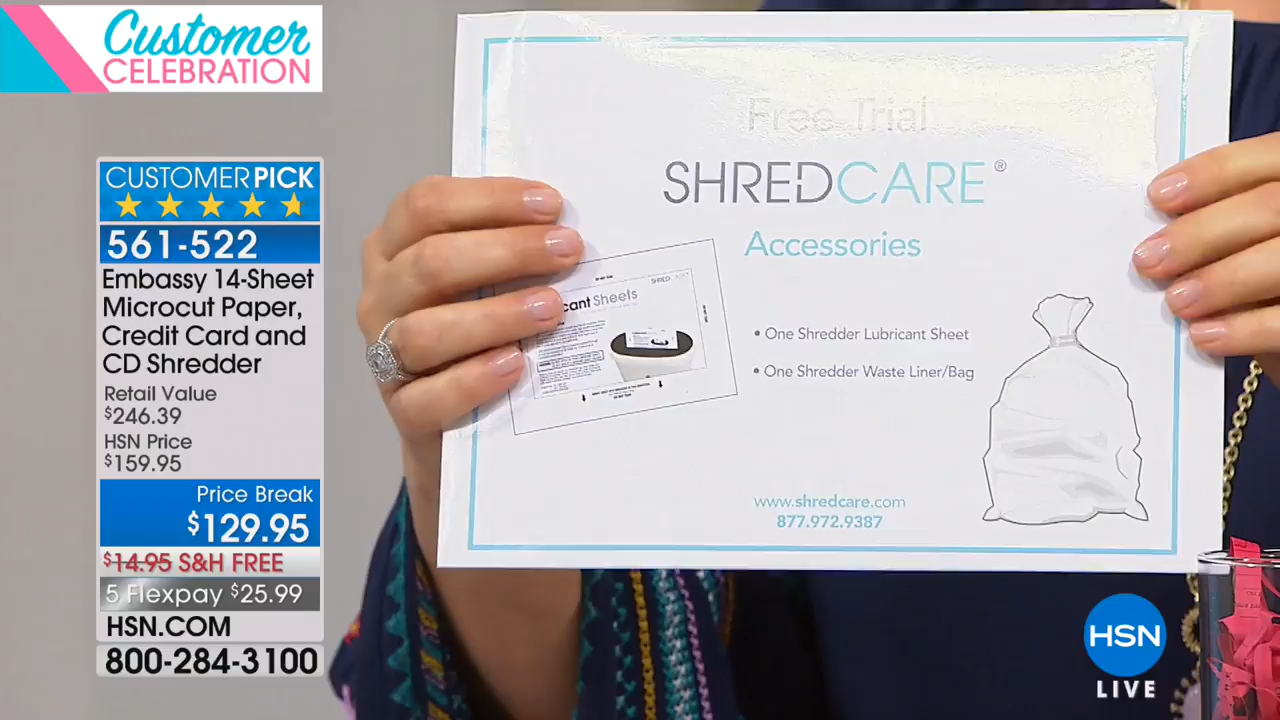 Customer
CELEBRATION
CUSTOMER PICK
561-522
Embassy 14-Sheet
Microcut Paper,
Credit Card and
CD Shredder
Retail Value
$246.39
HSN Price
$159.95
Price Break
$129.95
$14.95 S&H FREE
5 Flexpay $25.99
HSN.COM
800-284-3100
Free Trial
SHREDCARE®
Accessories
SHREDCARE
cant Sheets
• One Shredder Lubricant Sheet
• One Shredder Waste Liner/Bag
www.shredcare.com
877.972.9387
HSN
LIVE